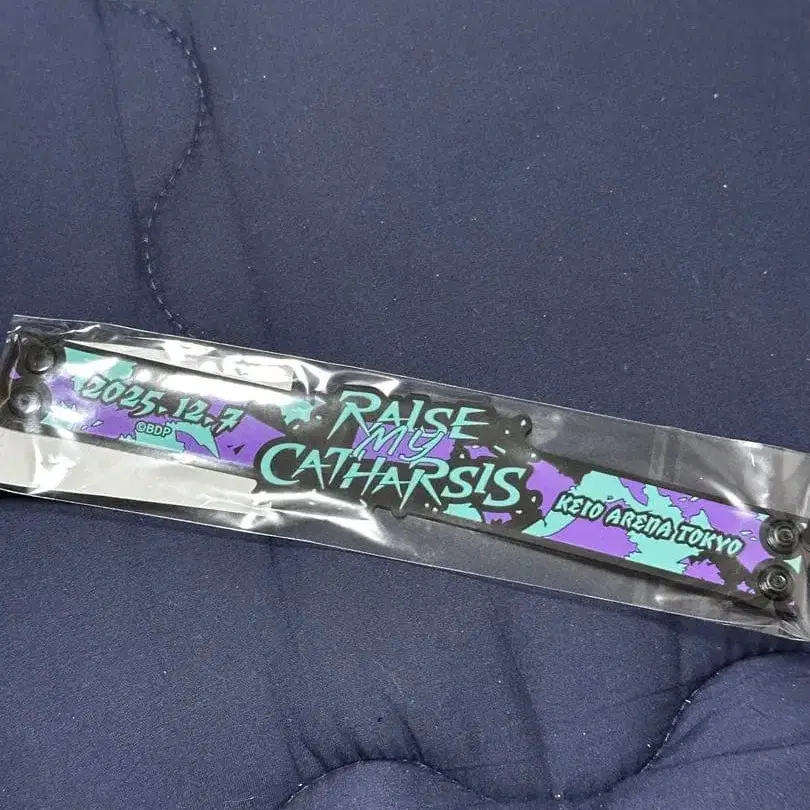 2025.12.7
©BDP
RAISE
MY
CATHARSIS
KEIO ARENA TOKYO